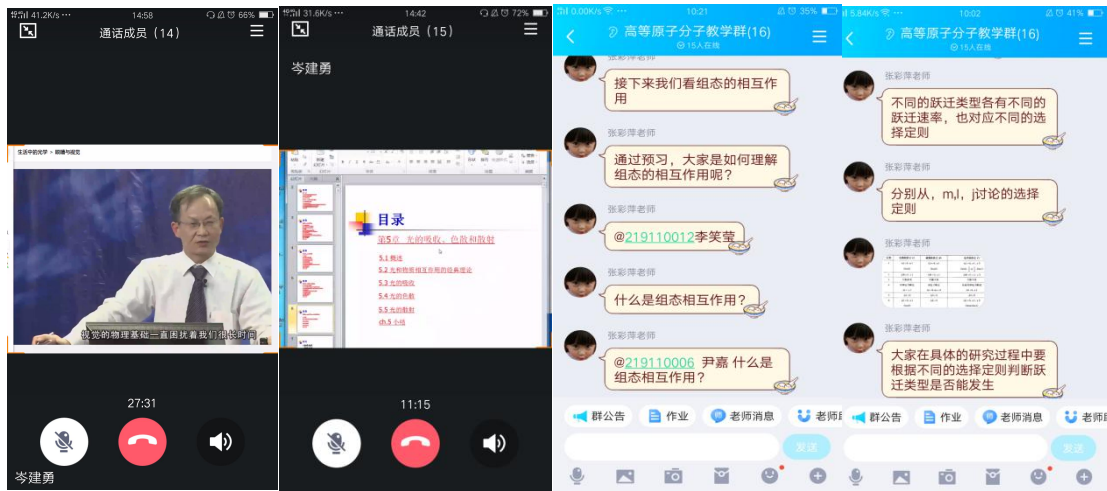 41.2K/s
14:58
66%
通话成员（14）
生活中的光学 > 眼睛与视觉
视觉的物理基础一直困扰着我们很长时间
27:31
岑建勇
31.6K/s
14:42
72%
通话成员（15）
岑建勇
目录
第5章 光的吸收、色散和散射
5.1 概述
5.2 光和物质相互作用的经典理论
5.3 光的吸收
5.4 光的色散
5.5 光的散射
ch.5 小结
11:15
0.00K/s
10:21
35%
高等原子分子教学群(16)
15人在线
接下来我们看组态的相互作
用
张彩萍老师
通过预习，大家是如何理解
组态的相互作用呢？
张彩萍老师
@219110012李笑莹
张彩萍老师
什么是组态相互作用？
张彩萍老师
@219110006 尹嘉 什么是
组态相互作用？
群公告
作业
老师消息
老师
发送
5.84K/s
10:02
41%
高等原子分子教学群(16)
15人在线
张彩萍老师
不同的跃迁类型各有不同的
跃迁速率，也对应不同的选
择定则
张彩萍老师
分别从，m,l，j讨论的选择
定则
张彩萍老师
张彩萍老师
大家在具体的研究过程中要
根据不同的选择定则判断跃
迁类型是否能发生
群公告
作业
老师消息
老师
发送